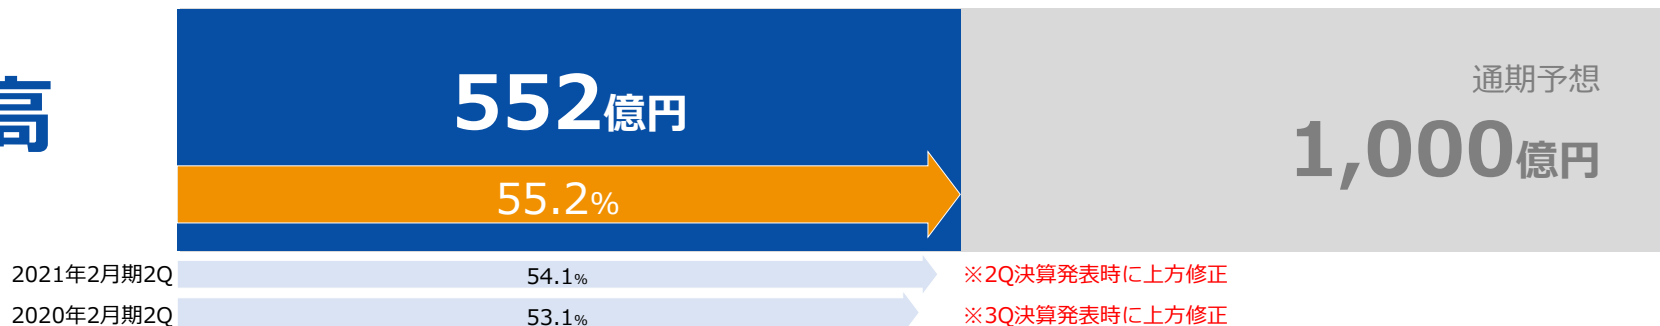 高
552億円
通期予想
1,000億円
55.2%
2021年2月期2Q
54.1%
※2Q決算発表時に上方修正
2020年2月期2Q
53.1%
※3Q決算発表時に上方修正